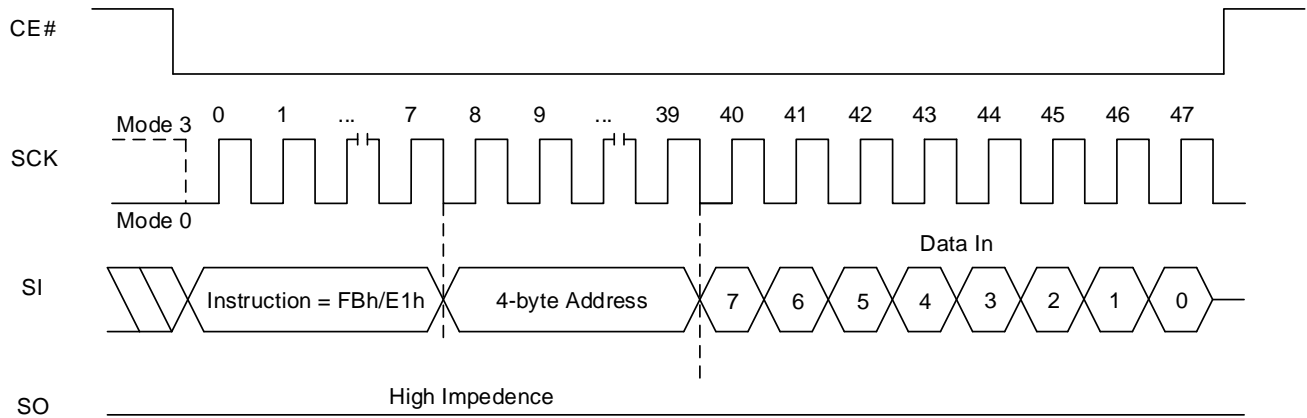 CE#
0 1 ... 7 8 9 ... 39 40 41 42 43 44 45 46 47
Mode 3
SCK
Mode 0
Data In
SI
Instruction = FBh/E1h 4-byte Address 7 6 5 4 3 2 1 0
High Impedence
SO